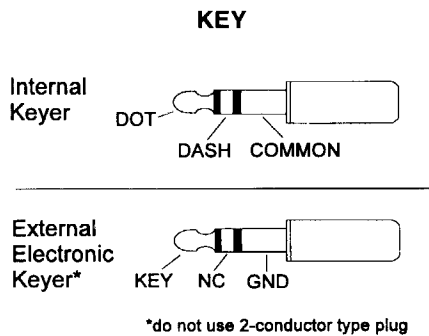 KEY
Internal
Keyer
DOT
DASH COMMON
External
Electronic
Keyer*
KEY NC GND
*do not use 2-conductor type plug